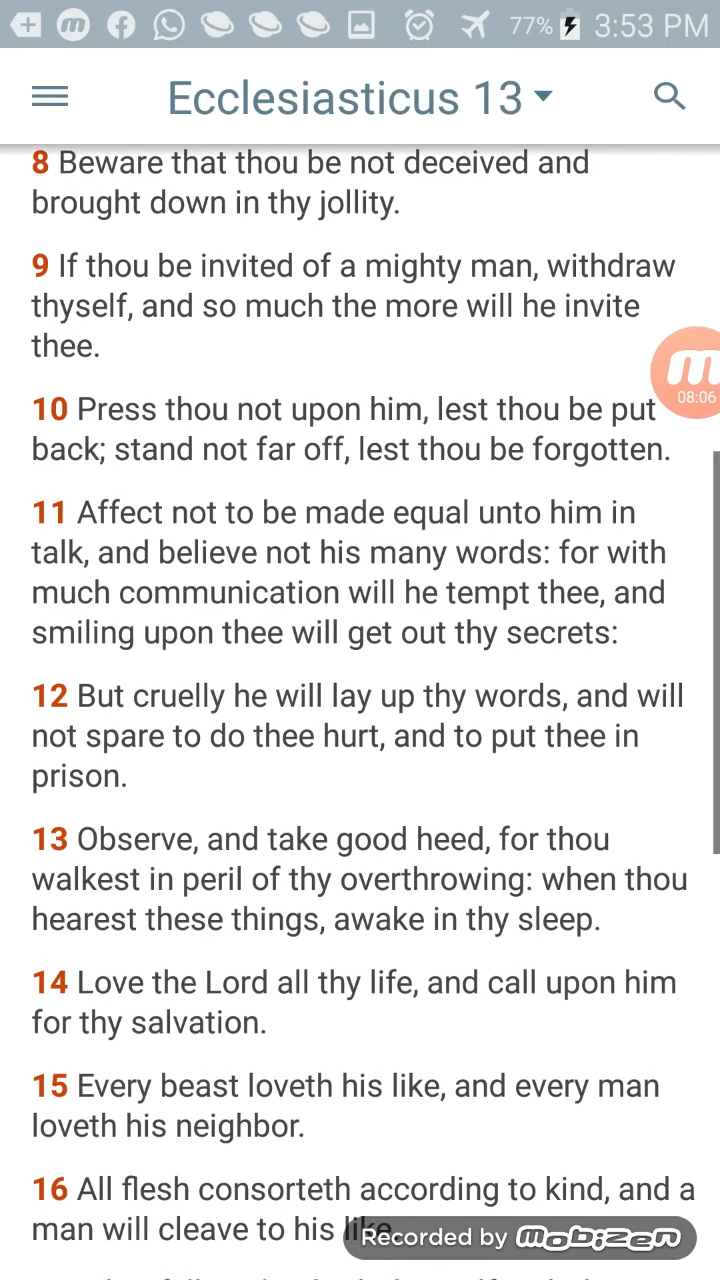 77% 3:53 PM
Ecclesiasticus 13
8 Beware that thou be not deceived and
brought down in thy jollity.
9 If thou be invited of a mighty man, withdraw
thyself, and so much the more will he invite
thee.
10 Press thou not upon him, lest thou be put
back; stand not far off, lest thou be forgotten.
08:06
11 Affect not to be made equal unto him in
talk, and believe not his many words: for with
much communication will he tempt thee, and
smiling upon thee will get out thy secrets:
12 But cruelly he will lay up thy words, and will
not spare to do thee hurt, and to put thee in
prison.
13 Observe, and take good heed, for thou
walkest in peril of thy overthrowing: when thou
hearest these things, awake in thy sleep.
14 Love the Lord all thy life, and call upon him
for thy salvation.
15 Every beast loveth his like, and every man
loveth his neighbor.
16 All flesh consorteth according to kind, and a
man will cleave to his like.
Recorded by mobizen